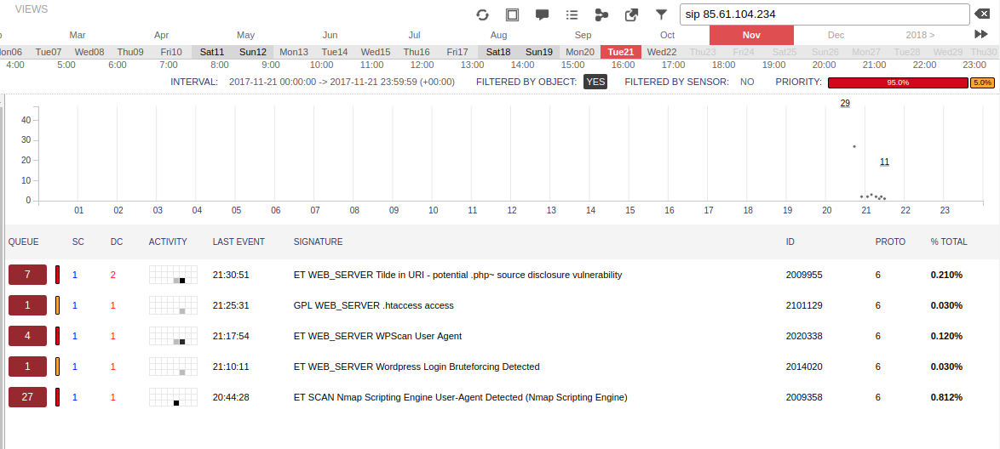 VIEWS
sip 85.61.104.234
Mar Apr May Jun Jul Aug Sep Oct Nov Dec 2018 >
on06 Tue07 Wed08 Thu09 Fri10 Sat11 Sun12 Mon13 Tue14 Wed15 Thu16 Fri17 Sat18 Sun19 Mon20 Tue21 Wed22 Thu23 Fri24 Sat25 Sun26 Mon27 Tue28 Wed29 Thu30
4:00 5:00 6:00 7:00 8:00 9:00 10:00 11:00 12:00 13:00 14:00 15:00 16:00 17:00 18:00 19:00 20:00 21:00 22:00 23:00
INTERVAL: 2017-11-21 00:00:00 -> 2017-11-21 23:59:59 (+00:00) FILTERED BY OBJECT: YES FILTERED BY SENSOR: NO PRIORITY: 95.0% 5.0%
29
40
30
20 11
10
0
01 02 03 04 05 06 07 08 09 10 11 12 13 14 15 16 17 18 19 20 21 22 23
QUEUE SC DC ACTIVITY LAST EVENT SIGNATURE ID PROTO % TOTAL
7 1 2 21:30:51 ET WEB_SERVER Tilde in URI - potential .php~ source disclosure vulnerability 2009955 6 0.210%
1 1 1 21:25:31 GPL WEB_SERVER .htaccess access 2101129 6 0.030%
4 1 1 21:17:54 ET WEB_SERVER WPScan User Agent 2020338 6 0.120%
1 1 1 21:10:11 ET WEB_SERVER Wordpress Login Bruteforcing Detected 2014020 6 0.030%
27 1 1 20:44:28 ET SCAN Nmap Scripting Engine User-Agent Detected (Nmap Scripting Engine) 2009358 6 0.812%